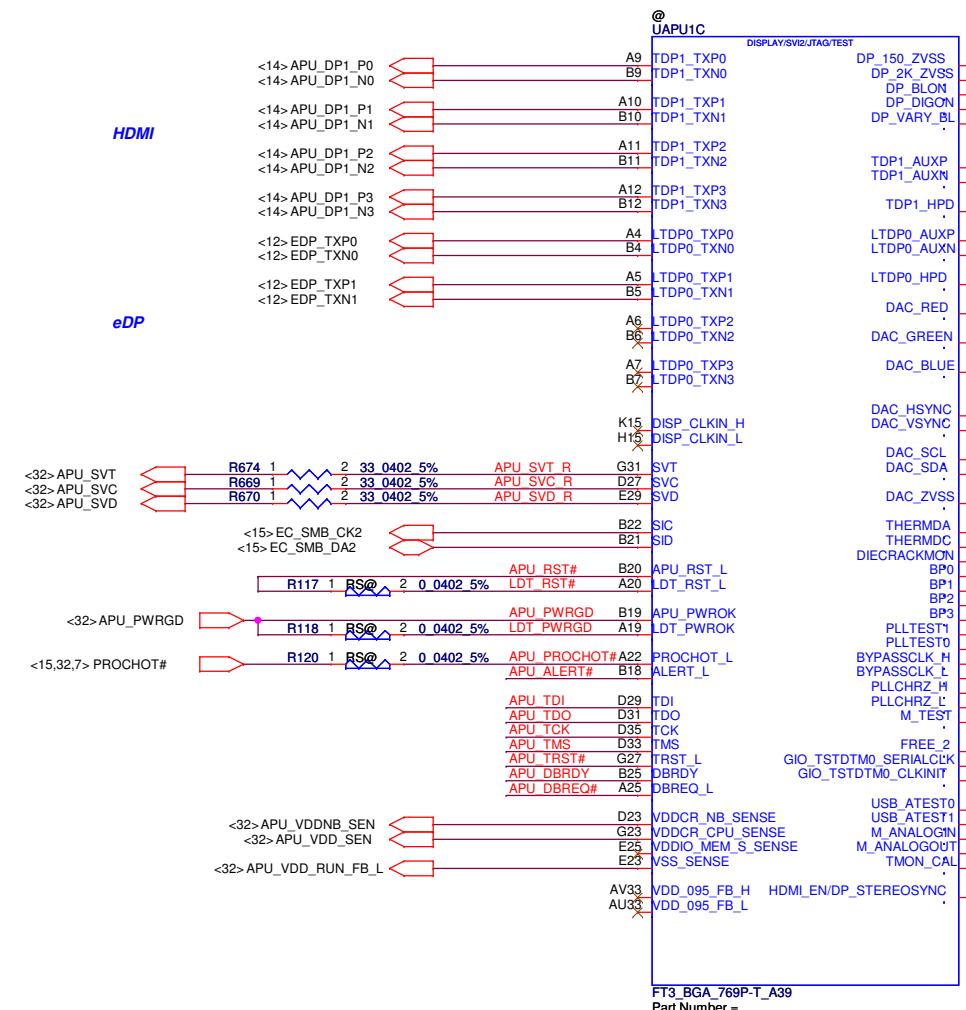 @
UAPU1C
DISPLAY/SVI2/JTAG/TEST
<14> APU_DP1_P0 A9 TDP1_TXP0 DP_150_ZVSS
<14> APU_DP1_N0 B9 TDP1_TXN0 DP_2K_ZVSS
DP_BLON
<14> APU_DP1_P1 A10 TDP1_TXP1 DP_DIGON
<14> APU_DP1_N1 B10 TDP1_TXN1 DP_VARY_BL
HDMI
<14> APU_DP1_P2 A11 TDP1_TXP2
<14> APU_DP1_N2 B11 TDP1_TXN2 TDP1_AUXP
TDP1_AUXN
<14> APU_DP1_P3 A12 TDP1_TXP3
<14> APU_DP1_N3 B12 TDP1_TXN3 TDP1_HPD
<12> EDP_TXP0 A4 LTDP0_TXP0 LTDP0_AUXP
<12> EDP_TXN0 B4 LTDP0_TXN0 LTDP0_AUXN
<12> EDP_TXP1 A5 LTDP0_TXP1 LTDP0_HPD
<12> EDP_TXN1 B5 LTDP0_TXN1
DAC_RED
eDP A6 LTDP0_TXP2
B6 LTDP0_TXN2 DAC_GREEN
A7 LTDP0_TXP3 DAC_BLUE
B7 LTDP0_TXN3
DAC_HSYNC
K15 DISP_CLKIN_H DAC_VSYNC
H15 DISP_CLKIN_L
DAC_SCL
<32> APU_SVT R674 1 2 33_0402_5% APU_SVT_R G31 SVT DAC_SDA
<32> APU_SVC R669 1 2 33_0402_5% APU_SVC_R D27 SVC
<32> APU_SVD R670 1 2 33_0402_5% APU_SVD_R E29 SVD DAC_ZVSS
<15> EC_SMB_CK2 B22 SIC THERMDA
<15> EC_SMB_DA2 B21 SID THERMDC
DIECRACKMON
APU_RST# B20 APU_RST_L BP0
R117 1 RS@ 2 0_0402_5% LDT_RST# A20 LDT_RST_L BP1
BP2
<32> APU_PWRGD APU_PWRGD B19 APU_PWROK BP3
R118 1 RS@ 2 0_0402_5% LDT_PWRGD A19 LDT_PWROK PLLTEST1
PLLTEST0
<15,32,7> PROCHOT# R120 1 RS@ 2 0_0402_5% APU_PROCHOT# A22 PROCHOT_L BYPASSCLK_H
APU_ALERT# B18 ALERT_L BYPASSCLK_L
PLLCHRZ_H
APU_TDI D29 TDI PLLCHRZ_L
APU_TDO D31 TDO M_TEST
APU_TCK D35 TCK
APU_TMS D33 TMS FREE_2
APU_TRST# G27 TRST_L GIO_TSTDTM0_SERIALCLK
APU_DBRDY B25 DBRDY GIO_TSTDTM0_CLKINIT
APU_DBREQ# A25 DBREQ_L
USB_ATEST0
<32> APU_VDDNB_SEN D23 VDDCR_NB_SENSE USB_ATEST1
<32> APU_VDD_SEN G23 VDDCR_CPU_SENSE M_ANALOGIN
E25 VDDIO_MEM_S_SENSE M_ANALOGOUT
<32> APU_VDD_RUN_FB_L E23 VSS_SENSE TMON_CAL
AV33 VDD_095_FB_H HDMI_EN/DP_STEREOSYNC
AU33 VDD_095_FB_L
FT3_BGA_769P-T_A39
Part Number =